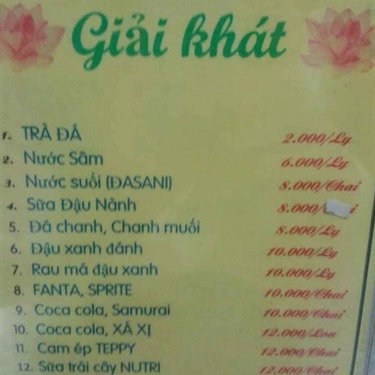 Giải khát
1. TRÀ ĐÁ 2.000/Ly
2. Nước Sâm 6.000/Ly
3. Nước suối (ĐASANI) 8.000/Chai
4. Sữa Đậu Nành 8.000/
5. Đá chanh, Chanh muối 8.000/Ly
6. Đậu xanh đánh 10.000/Ly
7. Rau má đậu xanh 10.000/Ly
8. FANTA, SPRITE 10.000/Chai
9. Coca cola, Samurai 10.000/Chai
10. Coca cola, XÁ XỊ 12.000/Lon
11. Cam ép TEPPY 12.000/Chai
12. Sữa trái cây NUTRI 12.000/Chai